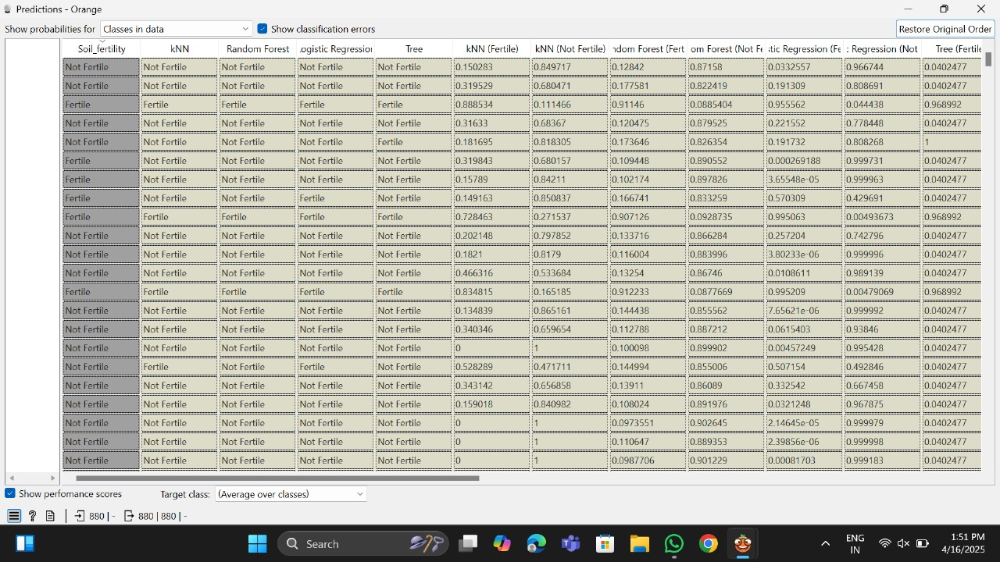 Predictions - Orange
Show probabilities for Classes in data Show classification errors Restore Original Order
Soil_fertility kNN Random Forest .ogistic Regression Tree kNN (Fertile) kNN (Not Fertile) ndom Forest (Fert om Forest (Not Fe stic Regression (Fe : Regression (Not Tree (Fertile
Not Fertile Not Fertile Not Fertile Not Fertile Not Fertile 0.150283 0.849717 0.12842 0.87158 0.0332557 0.966744 0.0402477
Not Fertile Not Fertile Not Fertile Not Fertile Not Fertile 0.319529 0.680471 0.177581 0.822419 0.191309 0.808691 0.0402477
Fertile Fertile Fertile Fertile Fertile 0.888534 0.111466 0.91146 0.0885404 0.955562 0.044438 0.968992
Not Fertile Not Fertile Not Fertile Not Fertile Not Fertile 0.31633 0.68367 0.120475 0.879525 0.221552 0.778448 0.0402477
Not Fertile Not Fertile Not Fertile Not Fertile Fertile 0.181695 0.818305 0.173646 0.826354 0.191732 0.808268 1
Fertile Not Fertile Not Fertile Not Fertile Not Fertile 0.319843 0.680157 0.109448 0.890552 0.000269188 0.999731 0.0402477
Fertile Not Fertile Not Fertile Not Fertile Not Fertile 0.15789 0.84211 0.102174 0.897826 3.65548e-05 0.999963 0.0402477
Fertile Not Fertile Not Fertile Fertile Not Fertile 0.149163 0.850837 0.166741 0.833259 0.570309 0.429691 0.0402477
Fertile Fertile Fertile Fertile Fertile 0.728463 0.271537 0.907126 0.0928735 0.995063 0.00493673 0.968992
Not Fertile Not Fertile Not Fertile Not Fertile Not Fertile 0.202148 0.797852 0.133716 0.866284 0.257204 0.742796 0.0402477
Not Fertile Not Fertile Not Fertile Not Fertile Not Fertile 0.1821 0.8179 0.116004 0.883996 3.80233e-06 0.999996 0.0402477
Not Fertile Not Fertile Not Fertile Not Fertile Not Fertile 0.466316 0.533684 0.13254 0.86746 0.0108611 0.989139 0.0402477
Fertile Fertile Fertile Fertile Fertile 0.834815 0.165185 0.912233 0.0877669 0.995209 0.00479069 0.968992
Not Fertile Not Fertile Not Fertile Not Fertile Not Fertile 0.134839 0.865161 0.144438 0.855562 7.65621e-06 0.999992 0.0402477
Not Fertile Not Fertile Not Fertile Not Fertile Not Fertile 0.340346 0.659654 0.112788 0.887212 0.0615403 0.93846 0.0402477
Not Fertile Not Fertile Not Fertile Not Fertile Not Fertile 0 1 0.100098 0.899902 0.00457249 0.995428 0.0402477
Not Fertile Fertile Not Fertile Fertile Not Fertile 0.528289 0.471711 0.144994 0.855006 0.507154 0.492846 0.0402477
Not Fertile Not Fertile Not Fertile Not Fertile Not Fertile 0.343142 0.656858 0.13911 0.86089 0.332542 0.667458 0.0402477
Not Fertile Not Fertile Not Fertile Not Fertile Not Fertile 0.159018 0.840982 0.108024 0.891976 0.0321248 0.967875 0.0402477
Not Fertile Not Fertile Not Fertile Not Fertile Not Fertile 0 1 0.0973551 0.902645 2.14645e-05 0.999979 0.0402477
Not Fertile Not Fertile Not Fertile Not Fertile Not Fertile 0 1 0.110647 0.889353 2.39856e-06 0.999998 0.0402477
Not Fertile Not Fertile Not Fertile Not Fertile Not Fertile 0 1 0.0987706 0.901229 0.00081703 0.999183 0.0402477
Show perfomance scores Target class: (Average over classes)
? 880 | - 880 | 880 | -
Search ENG IN 1:51 PM
4/16/2025